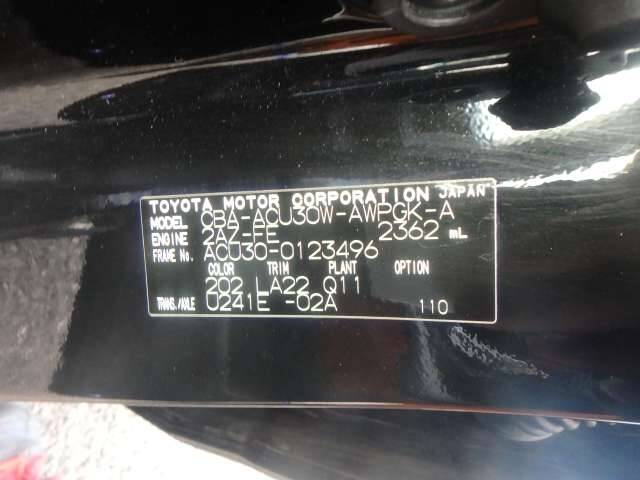 TOYOTA MOTOR CORPORATION JAPAN
MODEL CBA-ACU30W-AWPGK-A
ENGINE 2AZ-FE 2362 mL
FRAME No. ACU30-0123496
COLOR TRIM PLANT OPTION
202 LA22 Q11
TRANS./AXLE U241E -02A 110